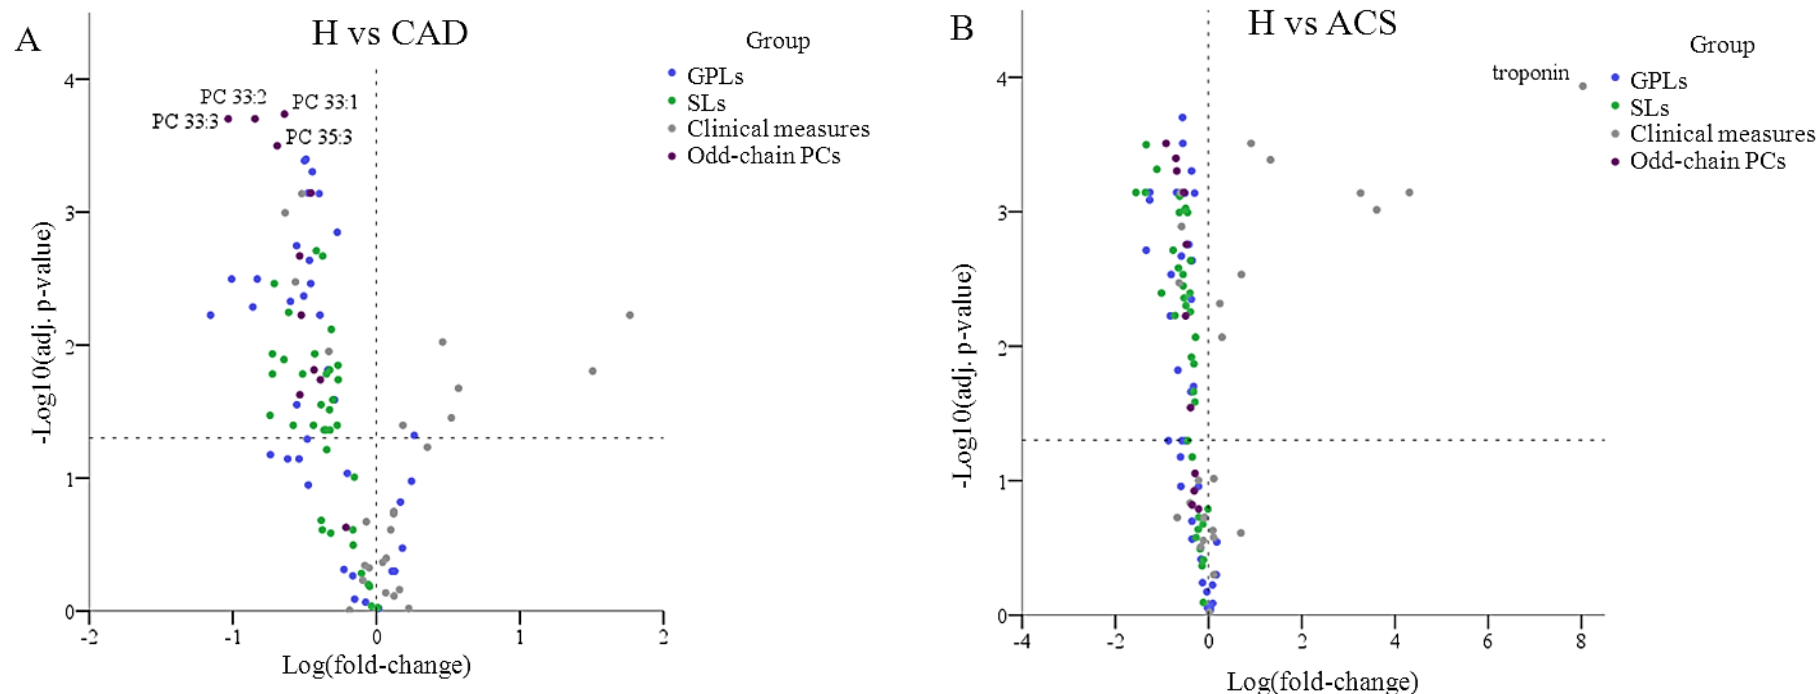 A
H vs CAD
Group
GPLs
SLs
Clinical measures
Odd-chain PCs
PC 33:2
PC 33:1
PC 33:3
PC 35:3
4
3
2
1
0
-2
-1
0
1
2
-Log10(adj. p-value)
Log(fold-change)
B
H vs ACS
Group
GPLs
SLs
Clinical measures
Odd-chain PCs
troponin
4
3
2
1
0
-4
-2
0
2
4
6
8
-Log10(adj. p-value)
Log(fold-change)